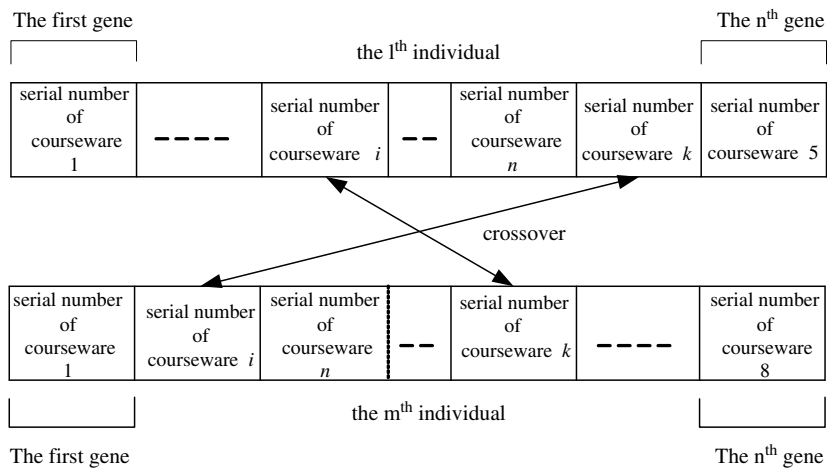 The first gene
The nth gene
the lth individual
serial number
of
courseware
1
serial number
of
courseware i
serial number
of
courseware
n
serial number
of
courseware k
serial number
of
courseware 5
crossover
serial number
of
courseware
1
serial number
of
courseware i
serial number
of
courseware
n
serial number
of
courseware k
serial number
of
courseware
8
the mth individual
The first gene
The nth gene